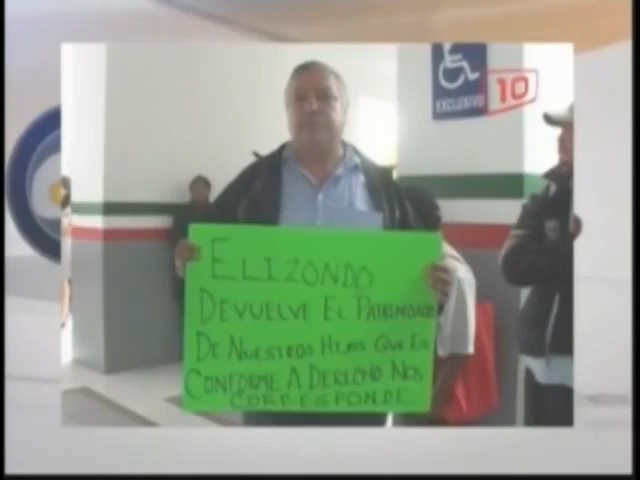 EXCLUSIVO 10
ELIZONDO
DEVUELVE EL PATRIMONIO
DE NUESTROS HIJOS QUE ES
CONFORME A DERECHO NOS
CORRESPONDE